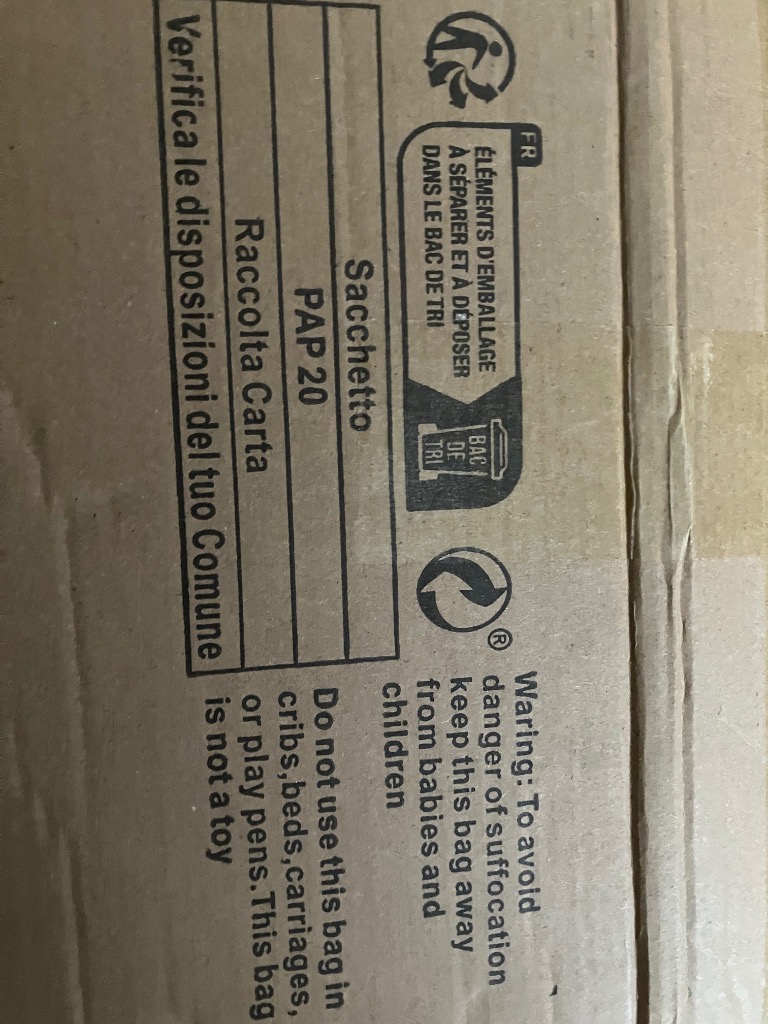 FR
ÉLÉMENTS D'EMBALLAGE
À SÉPARER ET À DÉPOSER
DANS LE BAC DE TRI
BAC
DE
TRI
®
Sacchetto
PAP 20
Raccolta Carta
Verifica le disposizioni del tuo Comune
Waring: To avoid
danger of suffocation
keep this bag away
from babies and
children
Do not use this bag in
cribs,beds,carriages,
or play pens.This bag
is not a toy